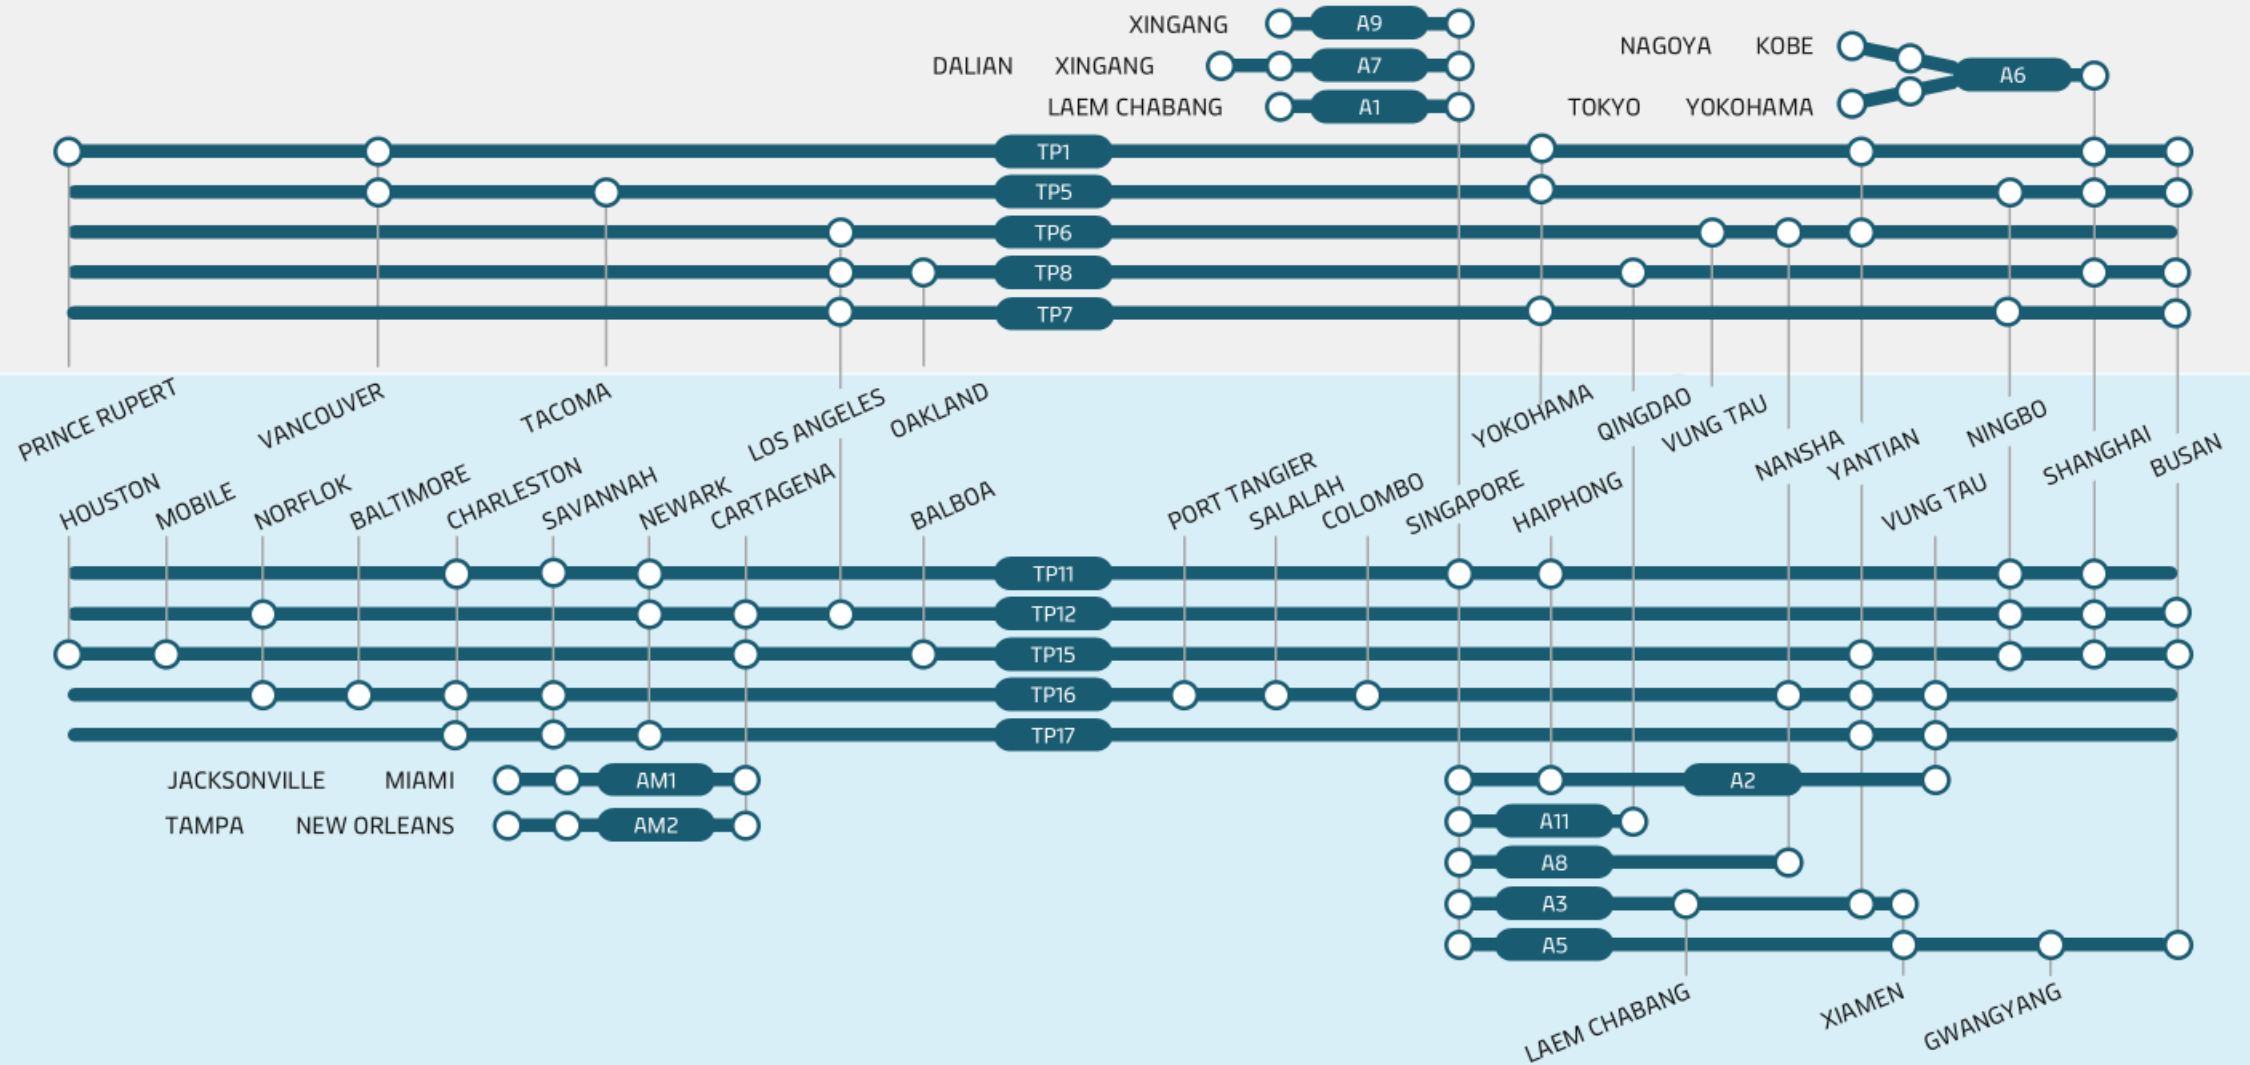 XINGANG A9
NAGOYA KOBE
DALIAN XINGANG A7
A6
LAEM CHABANG A1
TOKYO YOKOHAMA
TP1
TP5
TP6
TP8
TP7
PRINCE RUPERT
VANCOUVER
TACOMA
LOS ANGELES
OAKLAND
YOKOHAMA
QINGDAO
VUNG TAU
NANSHA
YANTIAN
NINGBO
SHANGHAI
BUSAN
HOUSTON
MOBILE
NORFLOK
BALTIMORE
CHARLESTON
SAVANNAH
NEWARK
CARTAGENA
BALBOA
PORT TANGIER
SALALAH
COLOMBO
SINGAPORE
HAIPHONG
VUNG TAU
TP11
TP12
TP15
TP16
TP17
JACKSONVILLE MIAMI AM1
A2
TAMPA NEW ORLEANS AM2
A11
A8
A3
A5
LAEM CHABANG
XIAMEN
GWANGYANG